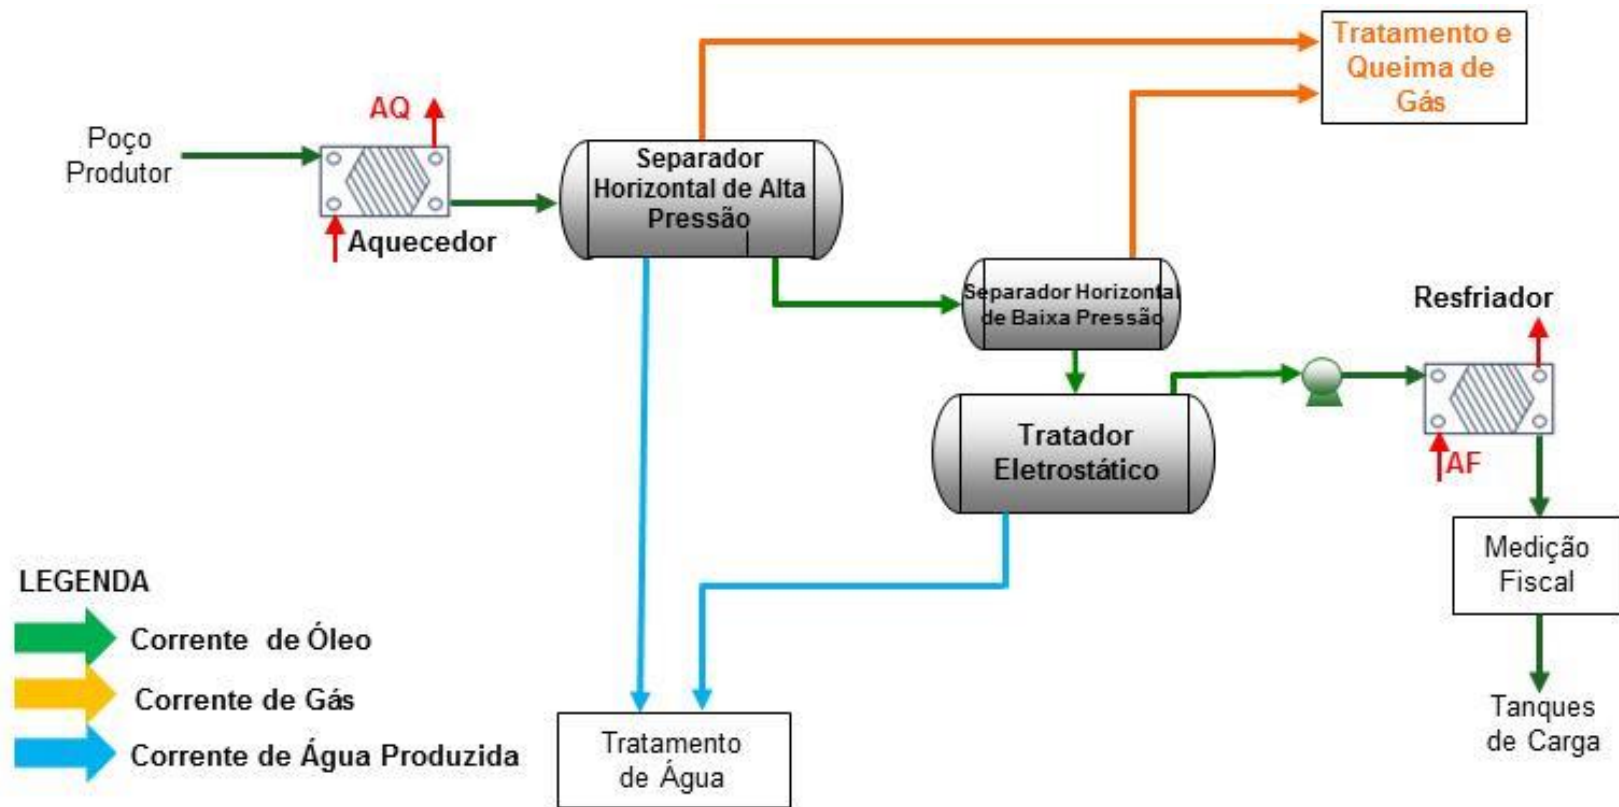 Tratamento e
Queima de
Gás
AQ
Poço
Produtor
Separador
Horizontal de Alta
Pressão
Aquecedor
Separador Horizontal
de Baixa Pressão
Resfriador
Tratador
Eletrostático
AF
Medição
Fiscal
LEGENDA
Corrente de Óleo
Corrente de Gás
Corrente de Água Produzida
Tratamento
de Água
Tanques
de Carga